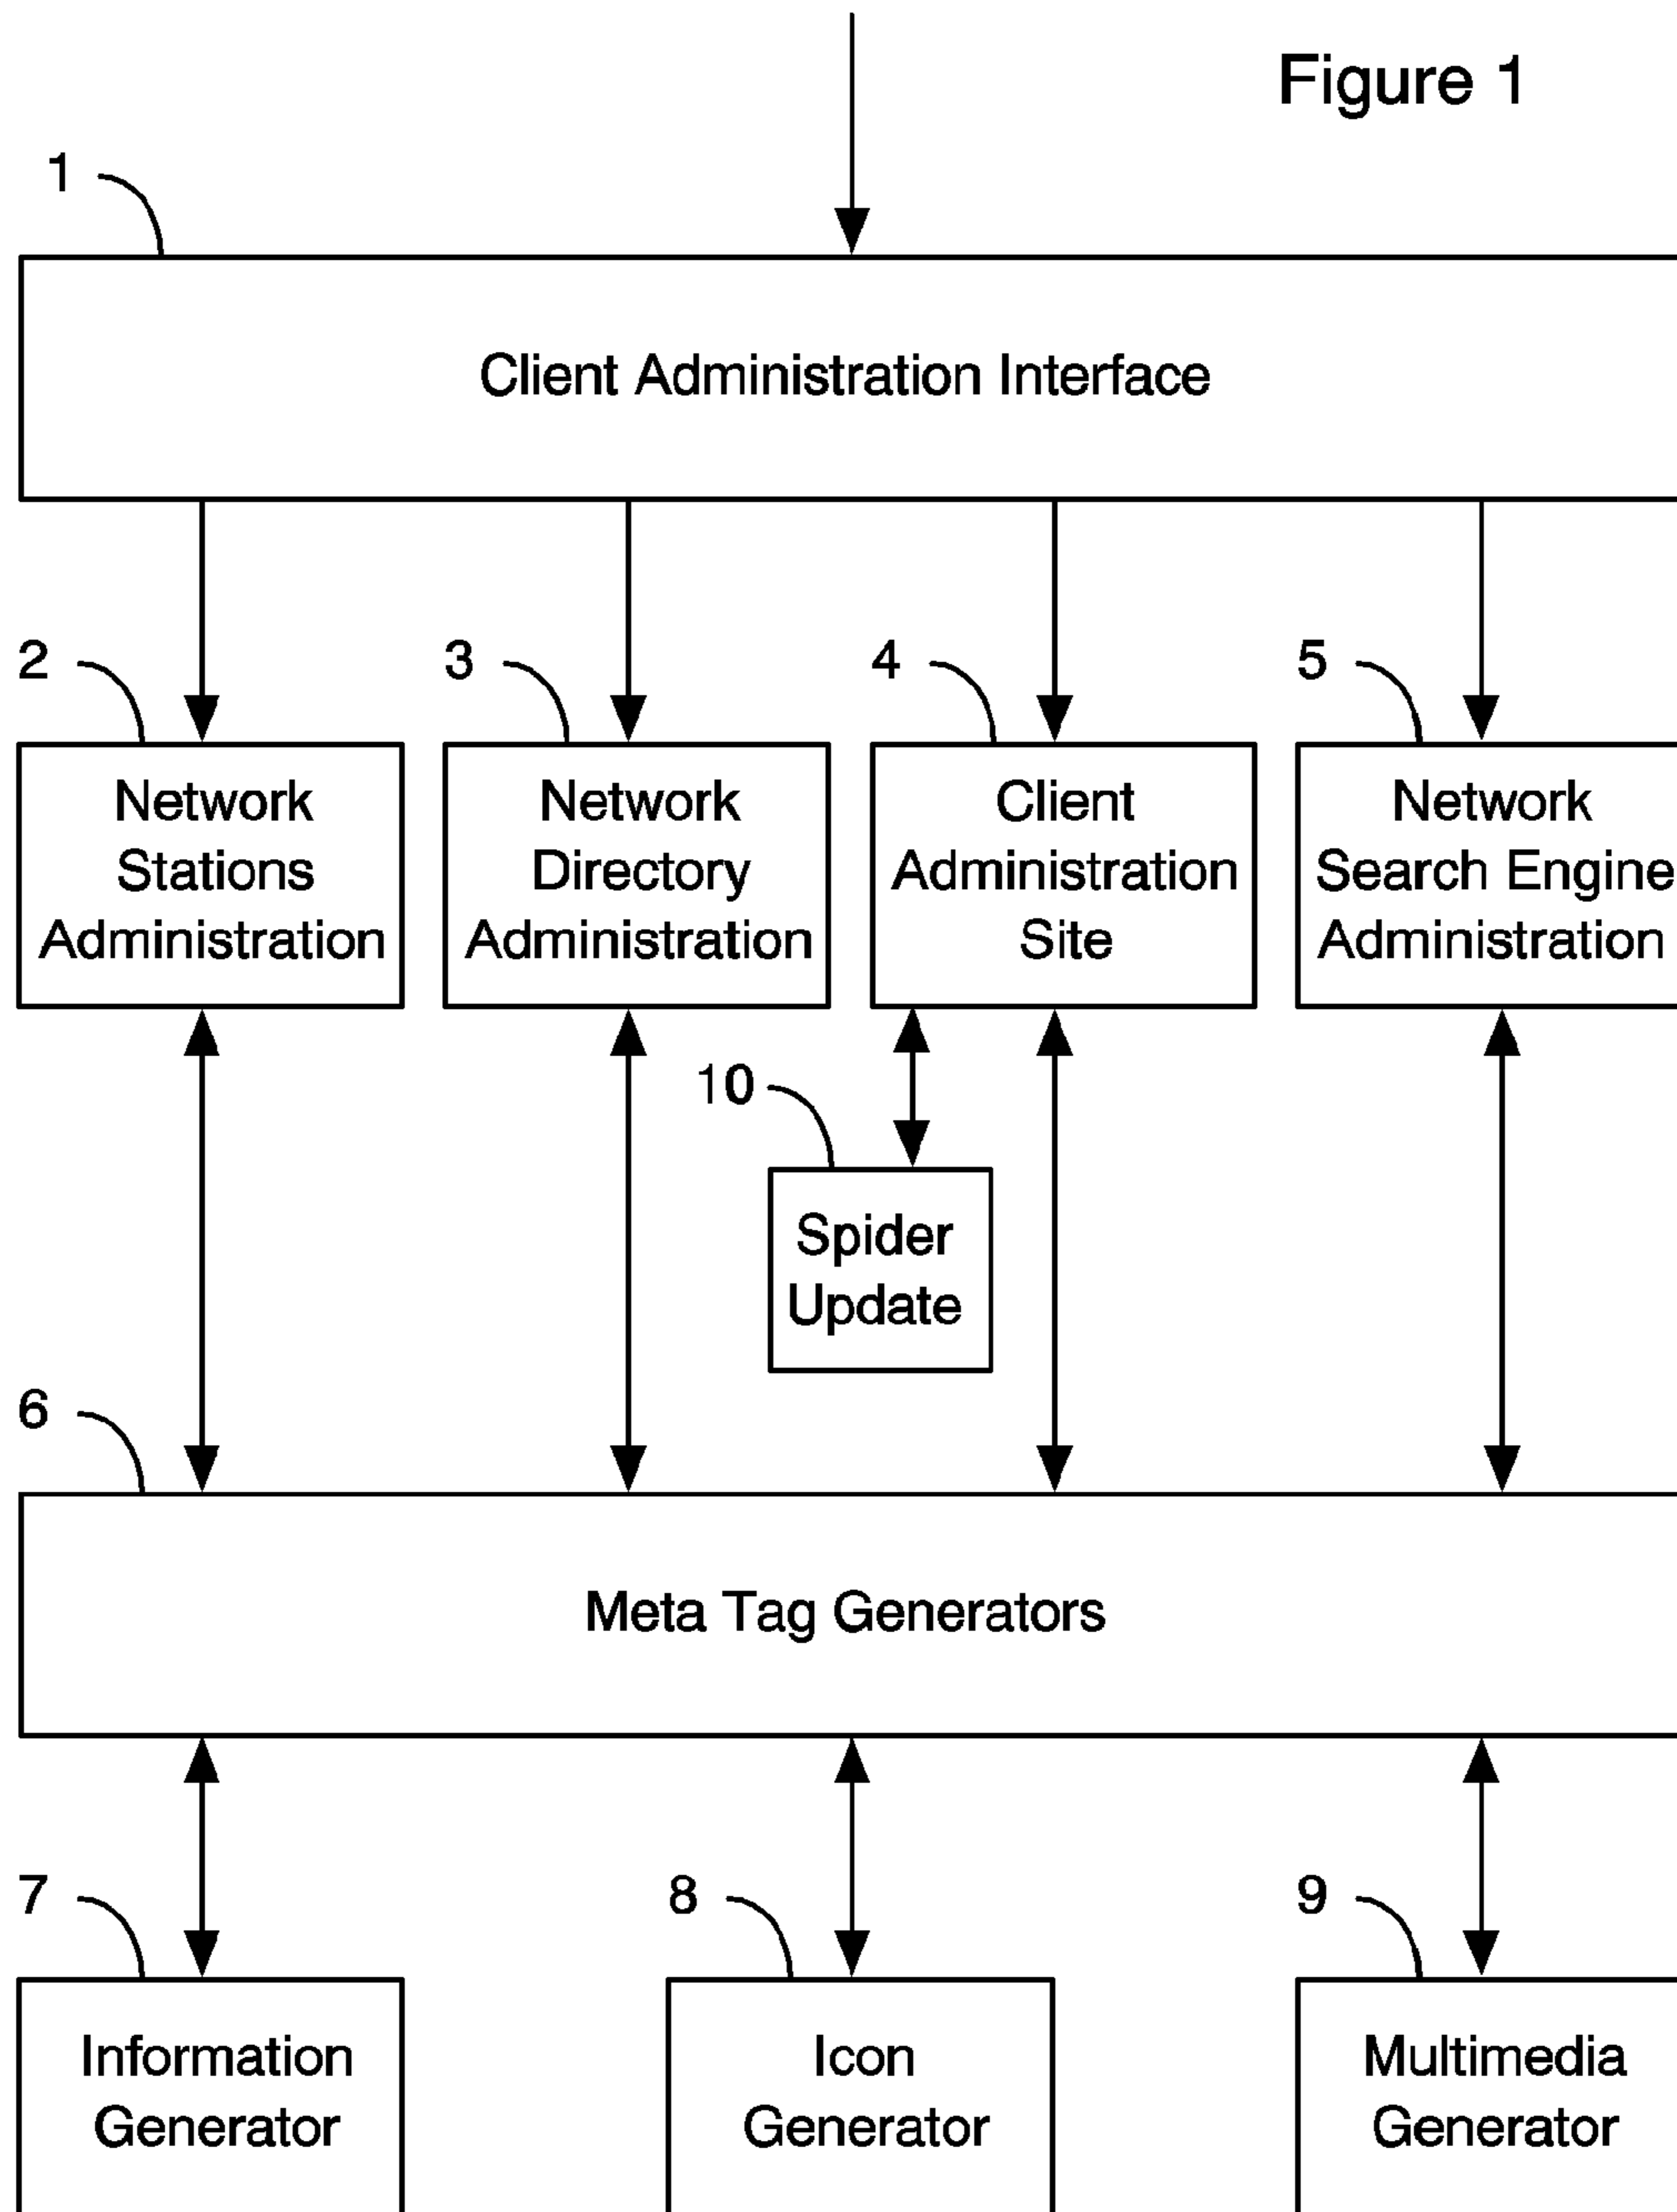 Figure 1
1
Client Administration Interface
2
3
4
5
Network
Stations
Administration
Network
Directory
Administration
Client
Administration
Site
Network
Search Engine
Administration
10
Spider
Update
6
Meta Tag Generators
7
8
9
Information
Generator
Icon
Generator
Multimedia
Generator